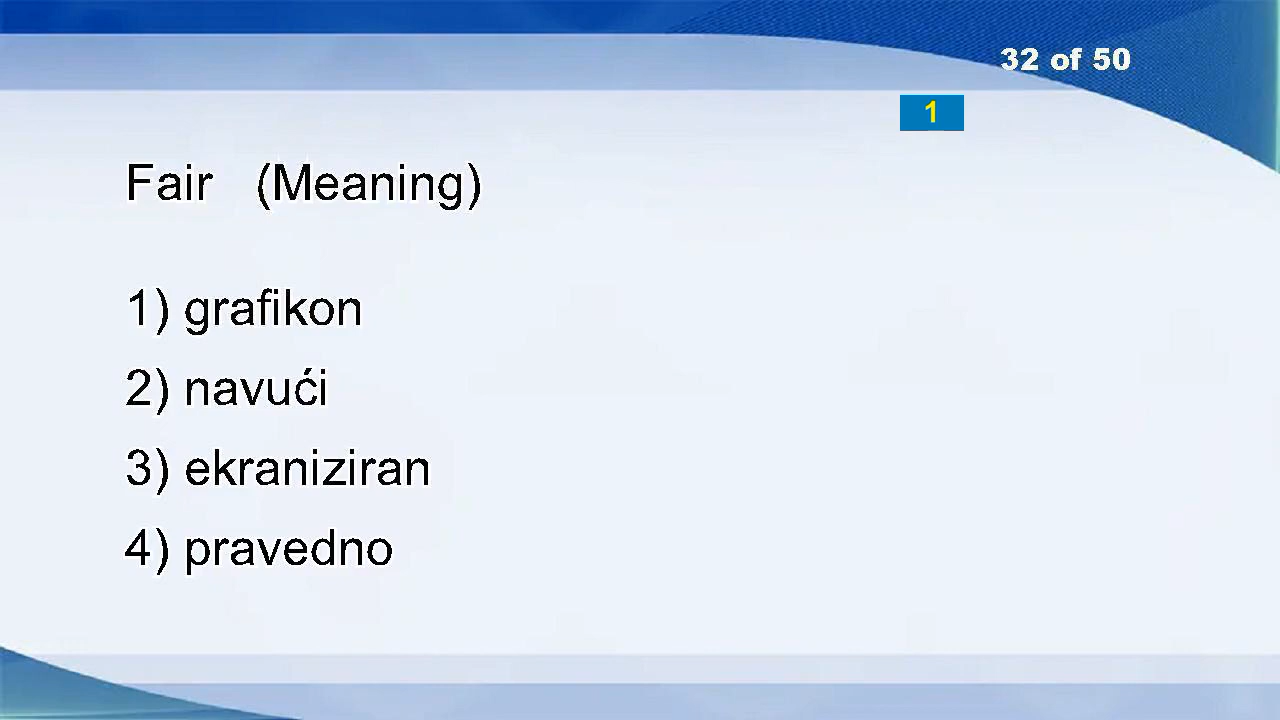 32 of 50
1
Fair (Meaning)
1) grafikon
2) navući
3) ekraniziran
4) pravedno